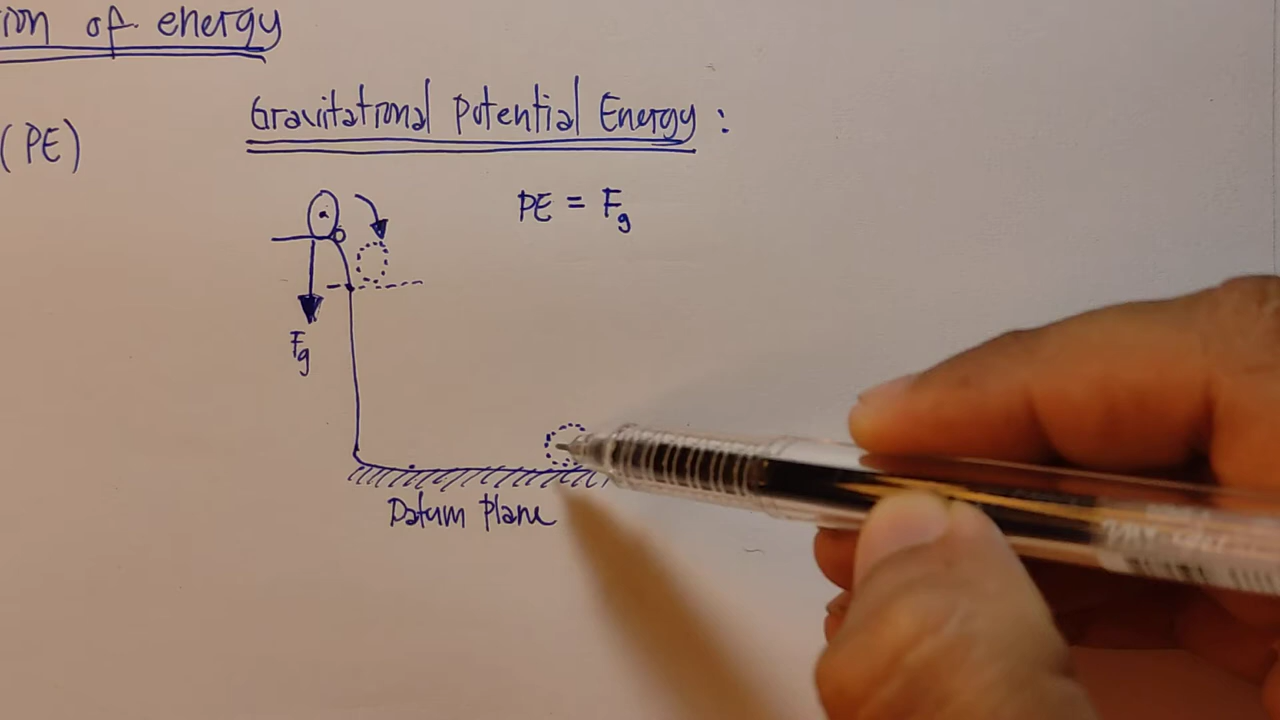 ion of energy
(PE)
Gravitational Potential Energy :
PE = Fg
a
Fg
Datum Plane